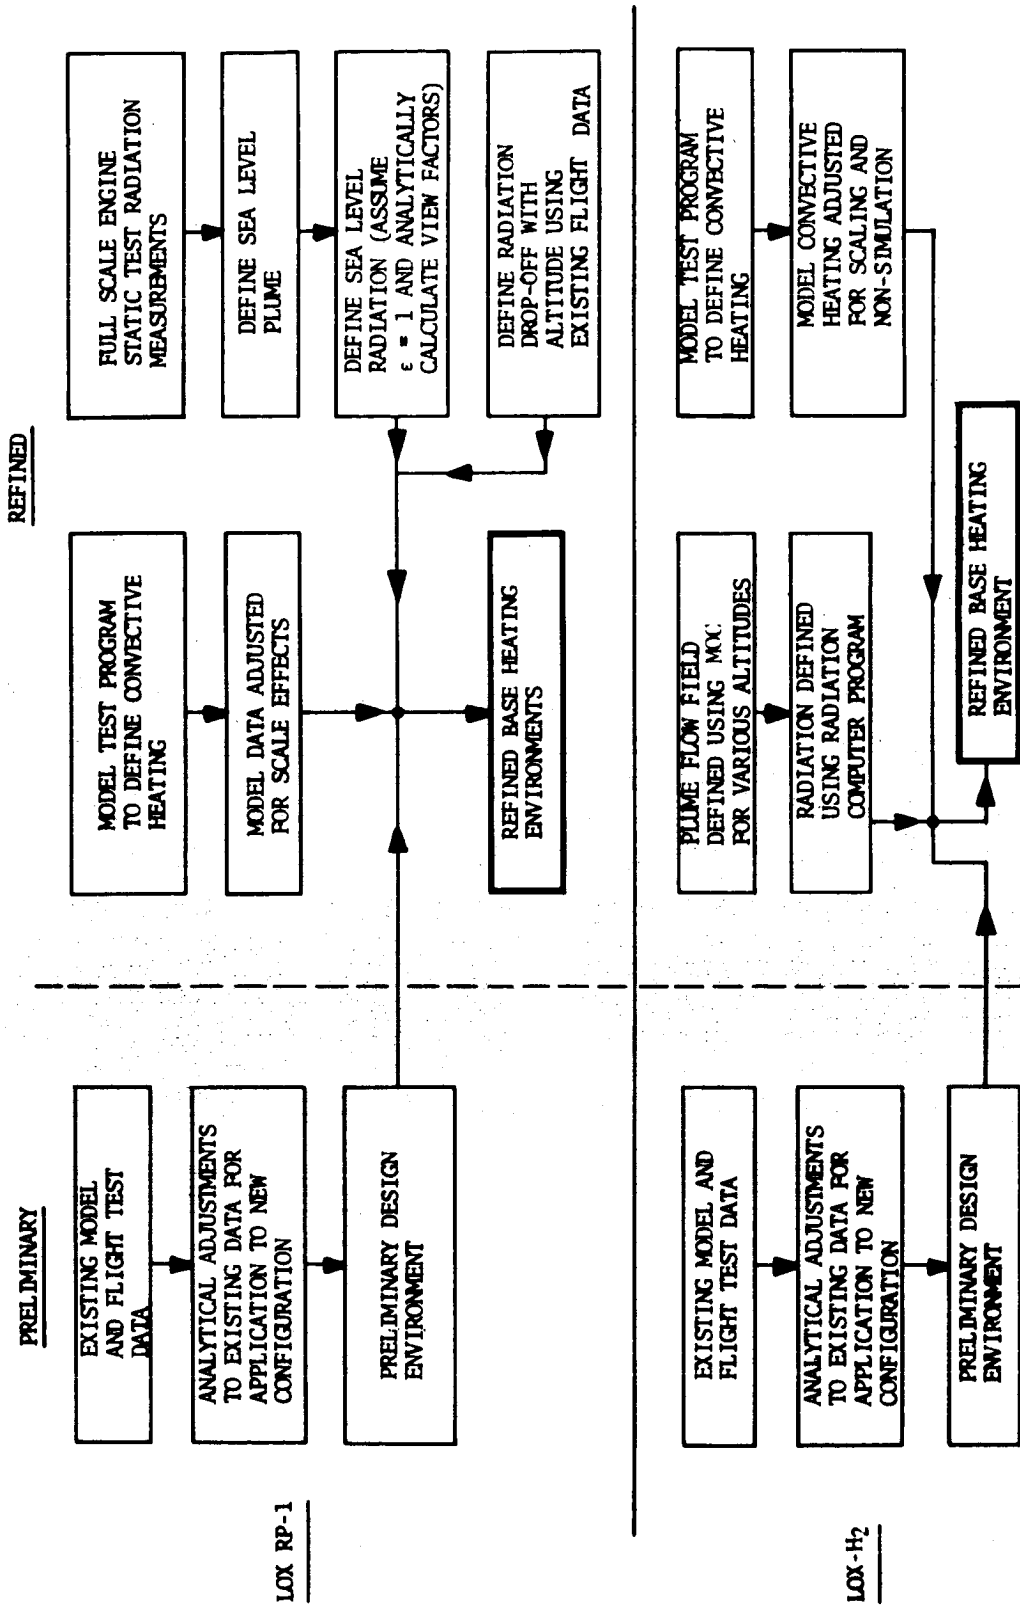 PRELIMINARY
REFINED
LOX RP-1
EXISTING MODEL
AND FLIGHT TEST
DATA
ANALYTICAL ADJUSTMENTS
TO EXISTING DATA FOR
APPLICATION TO NEW
CONFIGURATION
PRELIMINARY DESIGN
ENVIRONMENT
MODEL TEST PROGRAM
TO DEFINE CONVECTIVE
HEATING
MODEL DATA ADJUSTED
FOR SCALE EFFECTS
REFINED BASE HEATING
ENVIRONMENTS
FULL SCALE ENGINE
STATIC TEST RADIATION
MEASUREMENTS
DEFINE SEA LEVEL
PLUME
DEFINE SEA LEVEL
RADIATION (ASSUME
ε = 1 AND ANALYTICALLY
CALCULATE VIEW FACTORS)
DEFINE RADIATION
DROP-OFF WITH
ALTITUDE USING
EXISTING FLIGHT DATA
LOX-H2
EXISTING MODEL AND
FLIGHT TEST DATA
ANALYTICAL ADJUSTMENTS
TO EXISTING DATA FOR
APPLICATION TO NEW
CONFIGURATION
PRELIMINARY DESIGN
ENVIRONMENT
PLUME FLOW FIELD
DEFINED USING MOC
FOR VARIOUS ALTITUDES
RADIATION DEFINED
USING RADIATION
COMPUTER PROGRAM
MODEL TEST PROGRAM
TO DEFINE CONVECTIVE
HEATING
MODEL CONVECTIVE
HEATING ADJUSTED
FOR SCALING AND
NON-SIMULATION
REFINED BASE HEATING
ENVIRONMENT